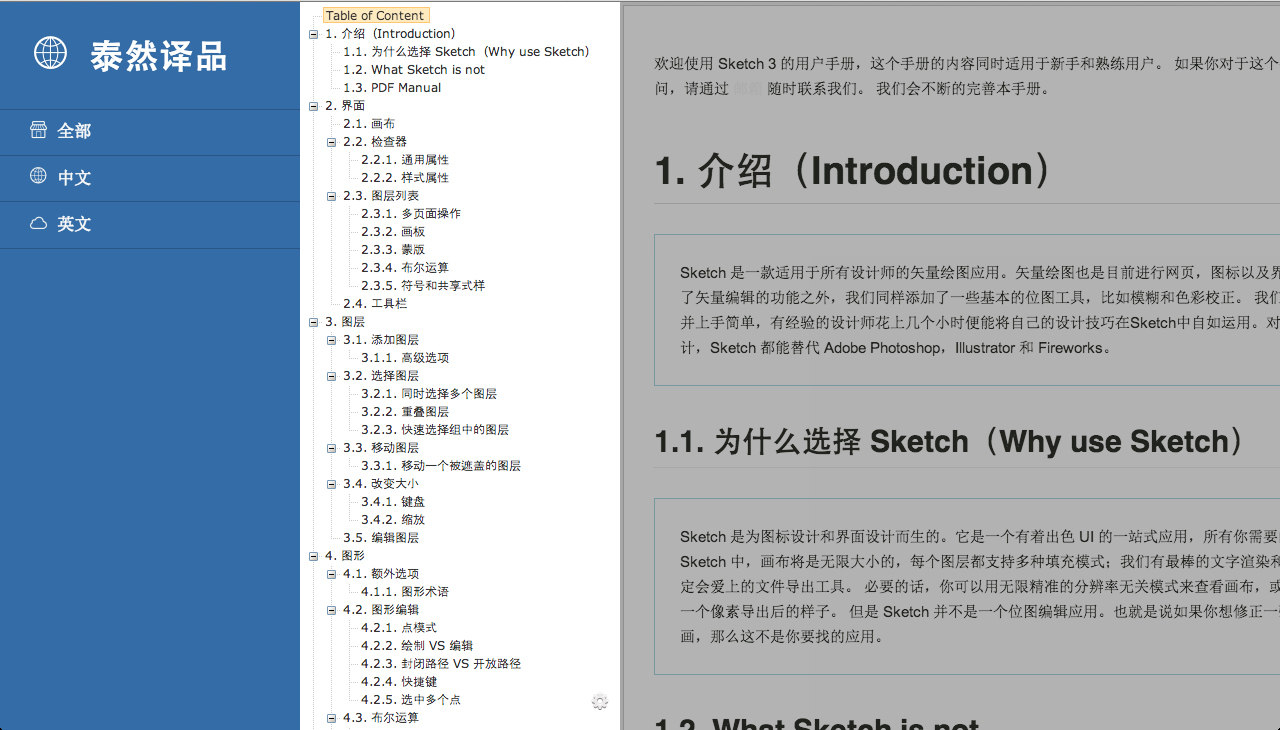 泰然译品
全部
中文
英文
Table of Content
1. 介绍（Introduction）
1.1. 为什么选择 Sketch（Why use Sketch）
1.2. What Sketch is not
1.3. PDF Manual
2. 界面
2.1. 画布
2.2. 检查器
2.2.1. 通用属性
2.2.2. 样式属性
2.3. 图层列表
2.3.1. 多页面操作
2.3.2. 画板
2.3.3. 蒙版
2.3.4. 布尔运算
2.3.5. 符号和共享式样
2.4. 工具栏
3. 图层
3.1. 添加图层
3.1.1. 高级选项
3.2. 选择图层
3.2.1. 同时选择多个图层
3.2.2. 重叠图层
3.2.3. 快速选择组中的图层
3.3. 移动图层
3.3.1. 移动一个被遮盖的图层
3.4. 改变大小
3.4.1. 键盘
3.4.2. 缩放
3.5. 编辑图层
4. 图形
4.1. 额外选项
4.1.1. 图形术语
4.2. 图形编辑
4.2.1. 点模式
4.2.2. 绘制 VS 编辑
4.2.3. 封闭路径 VS 开放路径
4.2.4. 快捷键
4.2.5. 选中多个点
4.3. 布尔运算
欢迎使用 Sketch 3 的用户手册，这个手册的内容同时适用于新手和熟练用户。 如果你对于这个
问，请通过 邮箱 随时联系我们。 我们会不断的完善本手册。
1. 介绍（Introduction）
Sketch 是一款适用于所有设计师的矢量绘图应用。矢量绘图也是目前进行网页，图标以及界
了矢量编辑的功能之外，我们同样添加了一些基本的位图工具，比如模糊和色彩校正。 我们
并上手简单，有经验的设计师花上几个小时便能将自己的设计技巧在Sketch中自如运用。对
计，Sketch 都能替代 Adobe Photoshop，Illustrator 和 Fireworks。
1.1. 为什么选择 Sketch（Why use Sketch）
Sketch 是为图标设计和界面设计而生的。它是一个有着出色 UI 的一站式应用，所有你需要
Sketch 中，画布将是无限大小的，每个图层都支持多种填充模式；我们有最棒的文字渲染和
定会爱上的文件导出工具。 必要的话，你可以用无限精准的分辨率无关模式来查看画布，或
一个像素导出后的样子。 但是 Sketch 并不是一个位图编辑应用。也就是说如果你想修正一
画，那么这不是你要找的应用。
1.2. What Sketch is not